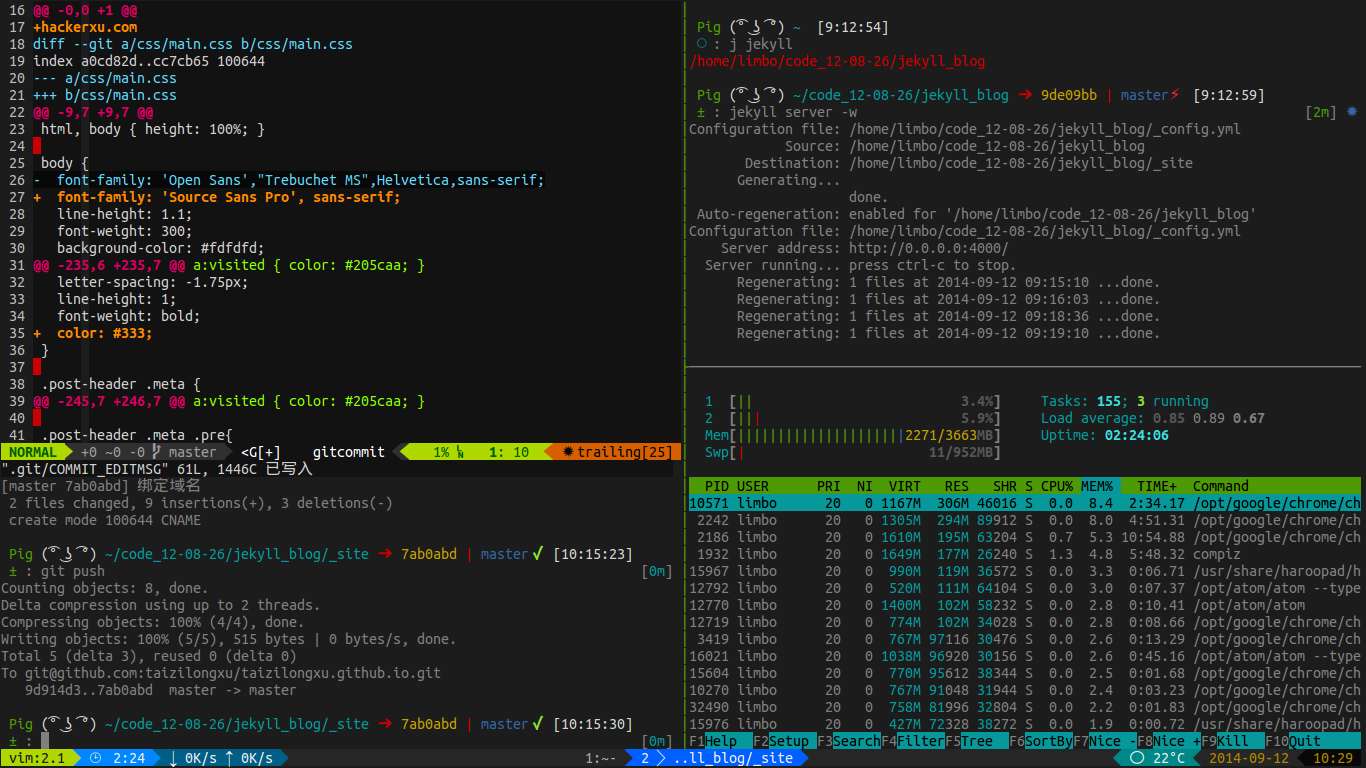 16 @@ -0,0 +1 @@
17 +hackerxu.com
18 diff --git a/css/main.css b/css/main.css
19 index a0cd82d..cc7cb65 100644
20 --- a/css/main.css
21 +++ b/css/main.css
22 @@ -9,7 +9,7 @@
23  html, body { height: 100%; }
24
25  body {
26 -  font-family: 'Open Sans',"Trebuchet MS",Helvetica,sans-serif;
27 +  font-family: 'Source Sans Pro', sans-serif;
28    line-height: 1.1;
29    font-weight: 300;
30    background-color: #fdfdfd;
31 @@ -235,6 +235,7 @@ a:visited { color: #205caa; }
32    letter-spacing: -1.75px;
33    line-height: 1;
34    font-weight: bold;
35 +  color: #333;
36  }
37
38  .post-header .meta {
39 @@ -245,7 +246,7 @@ a:visited { color: #205caa; }
40
41  .post-header .meta .pre{
NORMAL +0 ~0 -0 master <G[+] gitcommit 1% 1: 10 ✹trailing[25]
".git/COMMIT_EDITMSG" 61L, 1446C 已写入
[master 7ab0abd] 绑定域名
 2 files changed, 9 insertions(+), 3 deletions(-)
 create mode 100644 CNAME
Pig ( ͡° ͜ʖ ͡°) ~/code_12-08-26/jekyll_blog/_site → 7ab0abd | master✓ [10:15:23]
± : git push [0m]
Counting objects: 8, done.
Delta compression using up to 2 threads.
Compressing objects: 100% (4/4), done.
Writing objects: 100% (5/5), 515 bytes | 0 bytes/s, done.
Total 5 (delta 3), reused 0 (delta 0)
To git@github.com:taizilongxu/taizilongxu.github.io.git
   9d914d3..7ab0abd  master -> master
Pig ( ͡° ͜ʖ ͡°) ~/code_12-08-26/jekyll_blog/_site → 7ab0abd | master✓ [10:15:30]
± : [0m]
Pig ( ͡° ͜ʖ ͡°) ~ [9:12:54]
○ : j jekyll
/home/limbo/code_12-08-26/jekyll_blog
Pig ( ͡° ͜ʖ ͡°) ~/code_12-08-26/jekyll_blog → 9de09bb | master⚡ [9:12:59]
± : jekyll server -w [2m] ✹
Configuration file: /home/limbo/code_12-08-26/jekyll_blog/_config.yml
Source: /home/limbo/code_12-08-26/jekyll_blog
Destination: /home/limbo/code_12-08-26/jekyll_blog/_site
Generating...
done.
Auto-regeneration: enabled for '/home/limbo/code_12-08-26/jekyll_blog'
Configuration file: /home/limbo/code_12-08-26/jekyll_blog/_config.yml
Server address: http://0.0.0.0:4000/
Server running... press ctrl-c to stop.
Regenerating: 1 files at 2014-09-12 09:15:10 ...done.
Regenerating: 1 files at 2014-09-12 09:16:03 ...done.
Regenerating: 1 files at 2014-09-12 09:18:36 ...done.
Regenerating: 1 files at 2014-09-12 09:19:10 ...done.
1 [|| 3.4%] Tasks: 155; 3 running
2 [||| 5.9%] Load average: 0.85 0.89 0.67
Mem[|||||||||||||||||||||2271/3663MB] Uptime: 02:24:06
Swp[| 11/952MB]
PID USER PRI NI VIRT RES SHR S CPU% MEM% TIME+ Command
10571 limbo 20 0 1167M 306M 46016 S 0.0 8.4 2:34.17 /opt/google/chrome/ch
2242 limbo 20 0 1305M 294M 89912 S 0.0 8.0 4:51.31 /opt/google/chrome/ch
2186 limbo 20 0 1610M 195M 63204 S 0.7 5.3 10:54.88 /opt/google/chrome/ch
1932 limbo 20 0 1649M 177M 26240 S 1.3 4.8 5:48.32 compiz
15967 limbo 20 0 990M 119M 36572 S 0.0 3.3 0:06.71 /usr/share/haroopad/h
12792 limbo 20 0 520M 111M 64104 S 0.0 3.0 0:07.37 /opt/atom/atom --type
12770 limbo 20 0 1400M 102M 58232 S 0.0 2.8 0:10.41 /opt/atom/atom
12719 limbo 20 0 774M 102M 34028 S 0.0 2.8 0:08.66 /opt/google/chrome/ch
3419 limbo 20 0 767M 97116 30476 S 0.0 2.6 0:13.29 /opt/google/chrome/ch
16021 limbo 20 0 1038M 96920 30156 S 0.0 2.6 0:45.16 /opt/atom/atom --type
15604 limbo 20 0 770M 95612 38344 S 0.0 2.5 0:01.68 /opt/google/chrome/ch
10270 limbo 20 0 767M 91048 31944 S 0.0 2.4 0:03.23 /opt/google/chrome/ch
32490 limbo 20 0 758M 81996 32804 S 0.0 2.2 0:01.83 /opt/google/chrome/ch
15976 limbo 20 0 427M 72328 38272 S 0.0 1.9 0:00.72 /usr/share/haroopad/h
F1Help F2Setup F3SearchF4FilterF5Tree F6SortByF7Nice -F8Nice +F9Kill F10Quit
vim:2.1 2:24 ↓ 0K/s ↑ 0K/s 1:~- 2 ..ll_blog/_site 22°C 2014-09-12 10:29